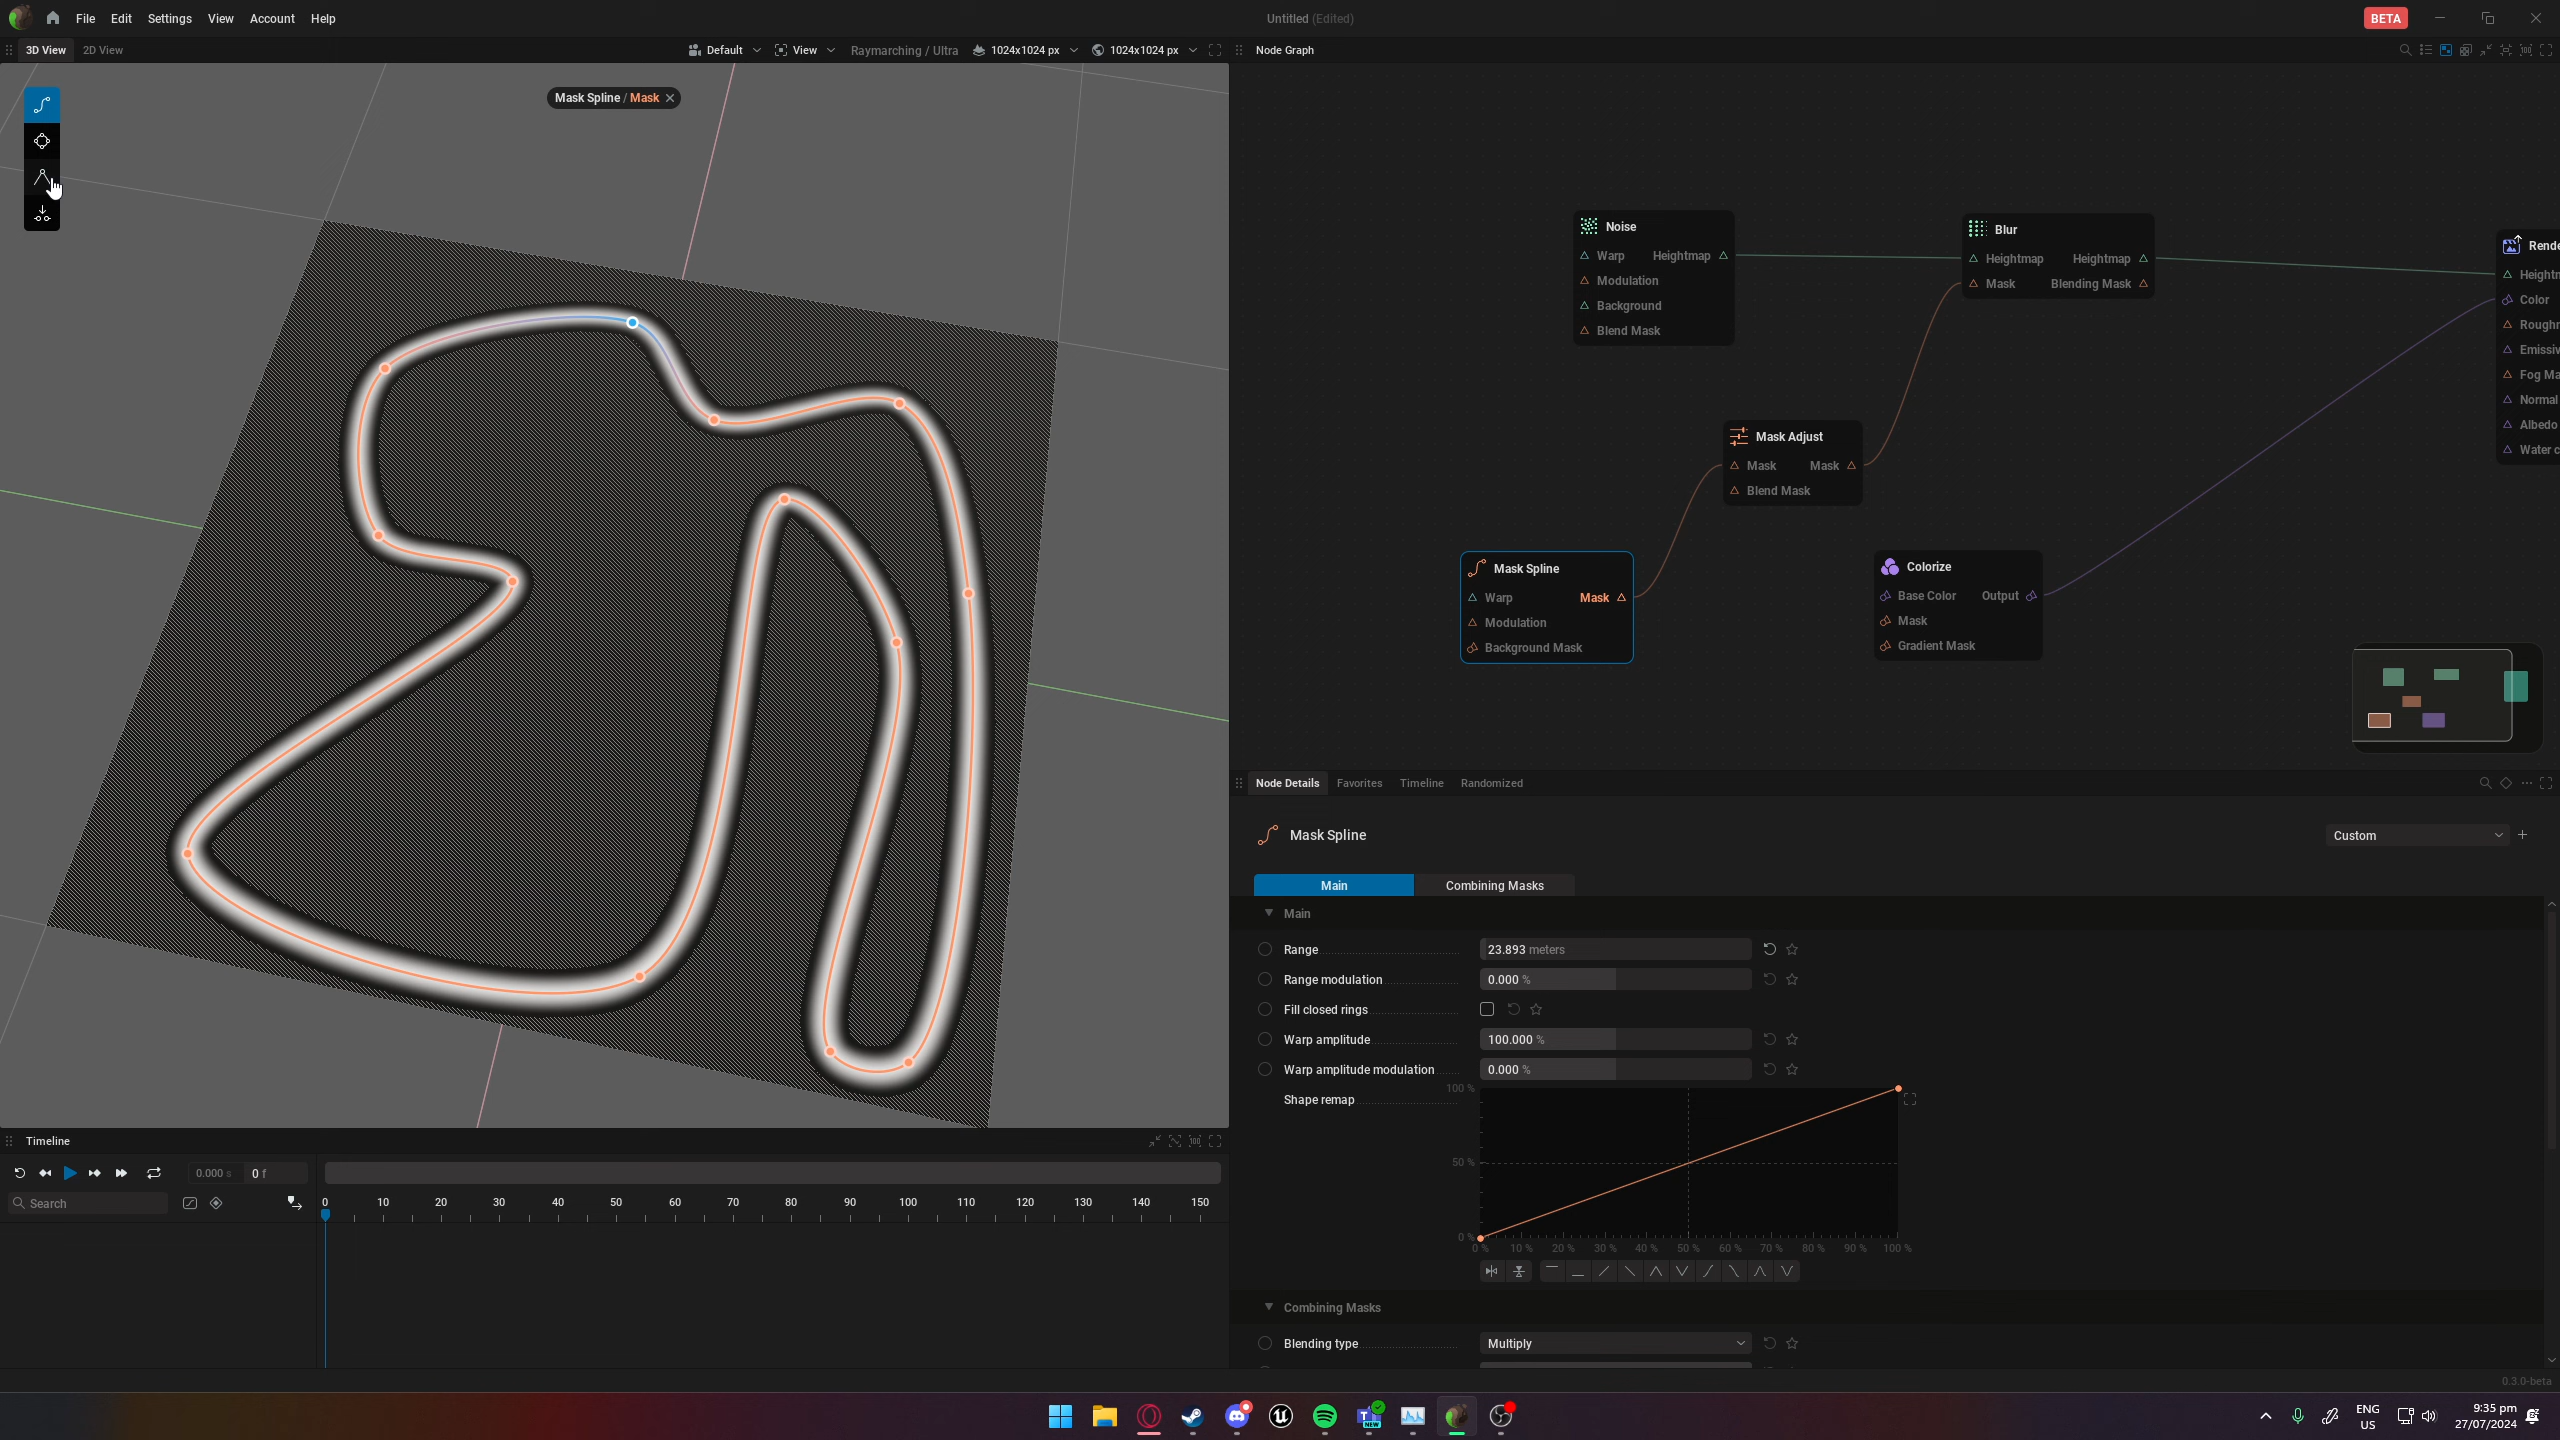 File Edit Settings View Account Help
Untitled (Edited)
BETA
3D View 2D View
Default View Raymarching / Ultra 1024x1024 px 1024x1024 px
Node Graph
Mask Spline / Mask
Noise
Warp Heightmap
Modulation
Background
Blend Mask
Blur
Heightmap Heightmap
Mask Blending Mask
Color
Normal
Albedo
Mask Adjust
Mask Mask
Blend Mask
Mask Spline
Warp Mask
Modulation
Background Mask
Colorize
Base Color Output
Mask
Gradient Mask
Node Details Favorites Timeline Randomized
Mask Spline
Custom
Main Combining Masks
Main
Range 23.893 meters
Range modulation 0.000 %
Fill closed rings
Warp amplitude 100.000 %
Warp amplitude modulation 0.000 %
Shape remap
100 %
50 %
0 %
0 % 10 % 20 % 30 % 40 % 50 % 60 % 70 % 80 % 90 % 100 %
Combining Masks
Blending type Multiply
0.3.0-beta
Timeline
0.000 s 0 f
Search
0 10 20 30 40 50 60 70 80 90 100 110 120 130 140 150
NEW
ENG
US
9:35 pm
27/07/2024